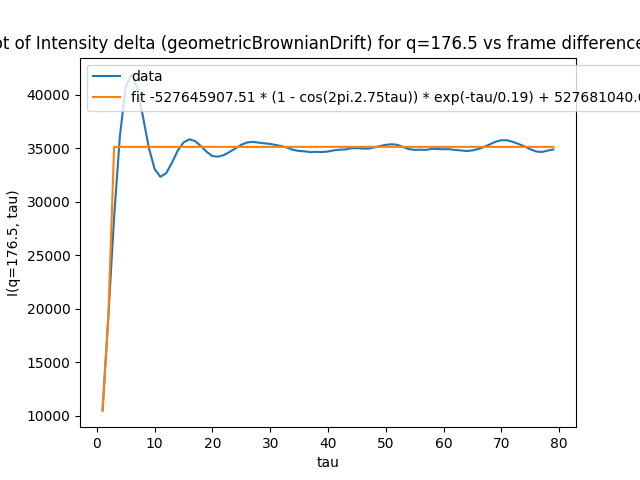 ot of Intensity delta (geometricBrownianDrift) for q=176.5 vs frame difference
data
fit -527645907.51 * (1 - cos(2pi.2.75tau)) * exp(-tau/0.19) + 527681040.
I(q=176.5, tau)
40000
35000
30000
25000
20000
15000
10000
0 10 20 30 40 50 60 70 80
tau